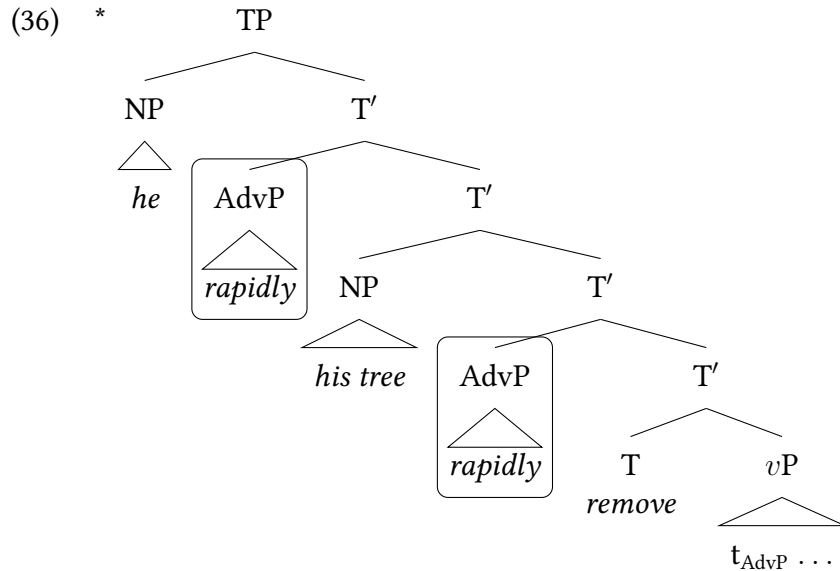 (36) * TP
NP T′
he AdvP T′
rapidly NP T′
his tree AdvP T′
rapidly T vP
remove
t_AdvP ...